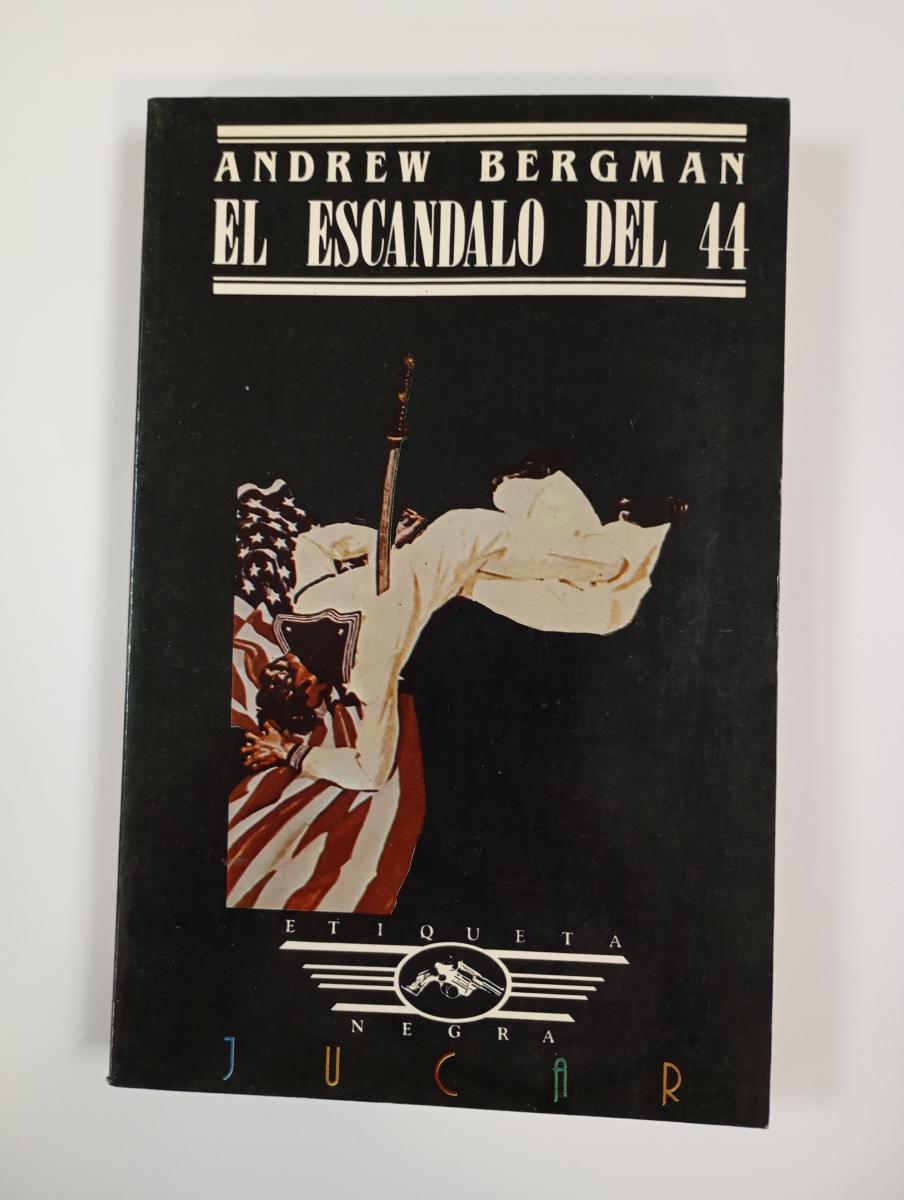 ANDREW BERGMAN
EL ESCANDALO DEL 44
ETIQUETA
NEGRA
JUCAR